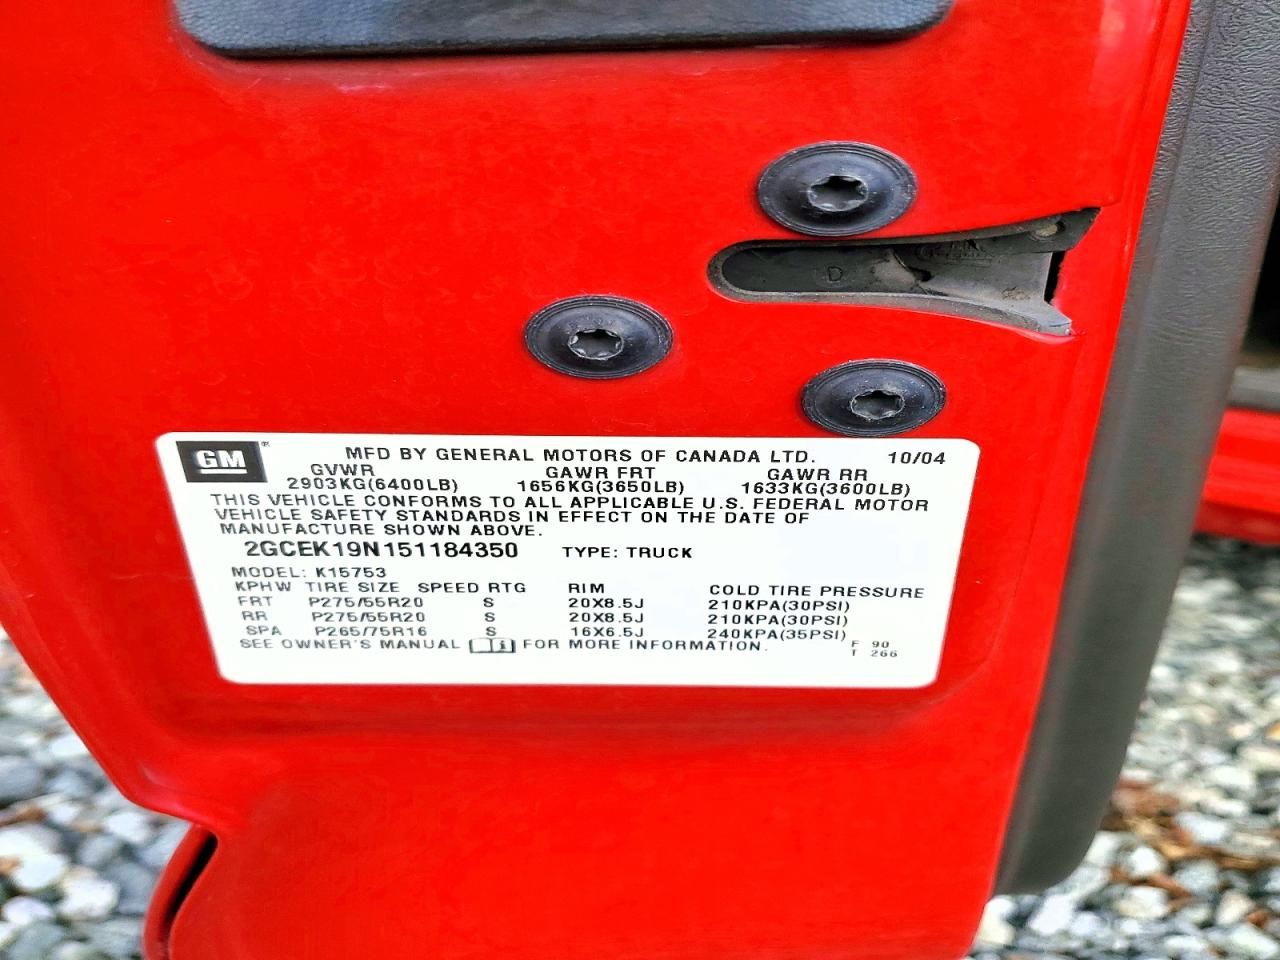 D
GM® MFD BY GENERAL MOTORS OF CANADA LTD. 10/04
GVWR GAWR FRT GAWR RR
2903KG(6400LB) 1656KG(3650LB) 1633KG(3600LB)
THIS VEHICLE CONFORMS TO ALL APPLICABLE U.S. FEDERAL MOTOR
VEHICLE SAFETY STANDARDS IN EFFECT ON THE DATE OF
MANUFACTURE SHOWN ABOVE.
2GCEK19N151184350 TYPE: TRUCK
MODEL: K15753
KPHW TIRE SIZE SPEED RTG RIM COLD TIRE PRESSURE
FRT P275/55R20 S 20X8.5J 210KPA(30PSI)
RR P275/55R20 S 20X8.5J 210KPA(30PSI)
SPA P265/75R16 S 16X6.5J 240KPA(35PSI)
SEE OWNER'S MANUAL i FOR MORE INFORMATION. F 90
T 266